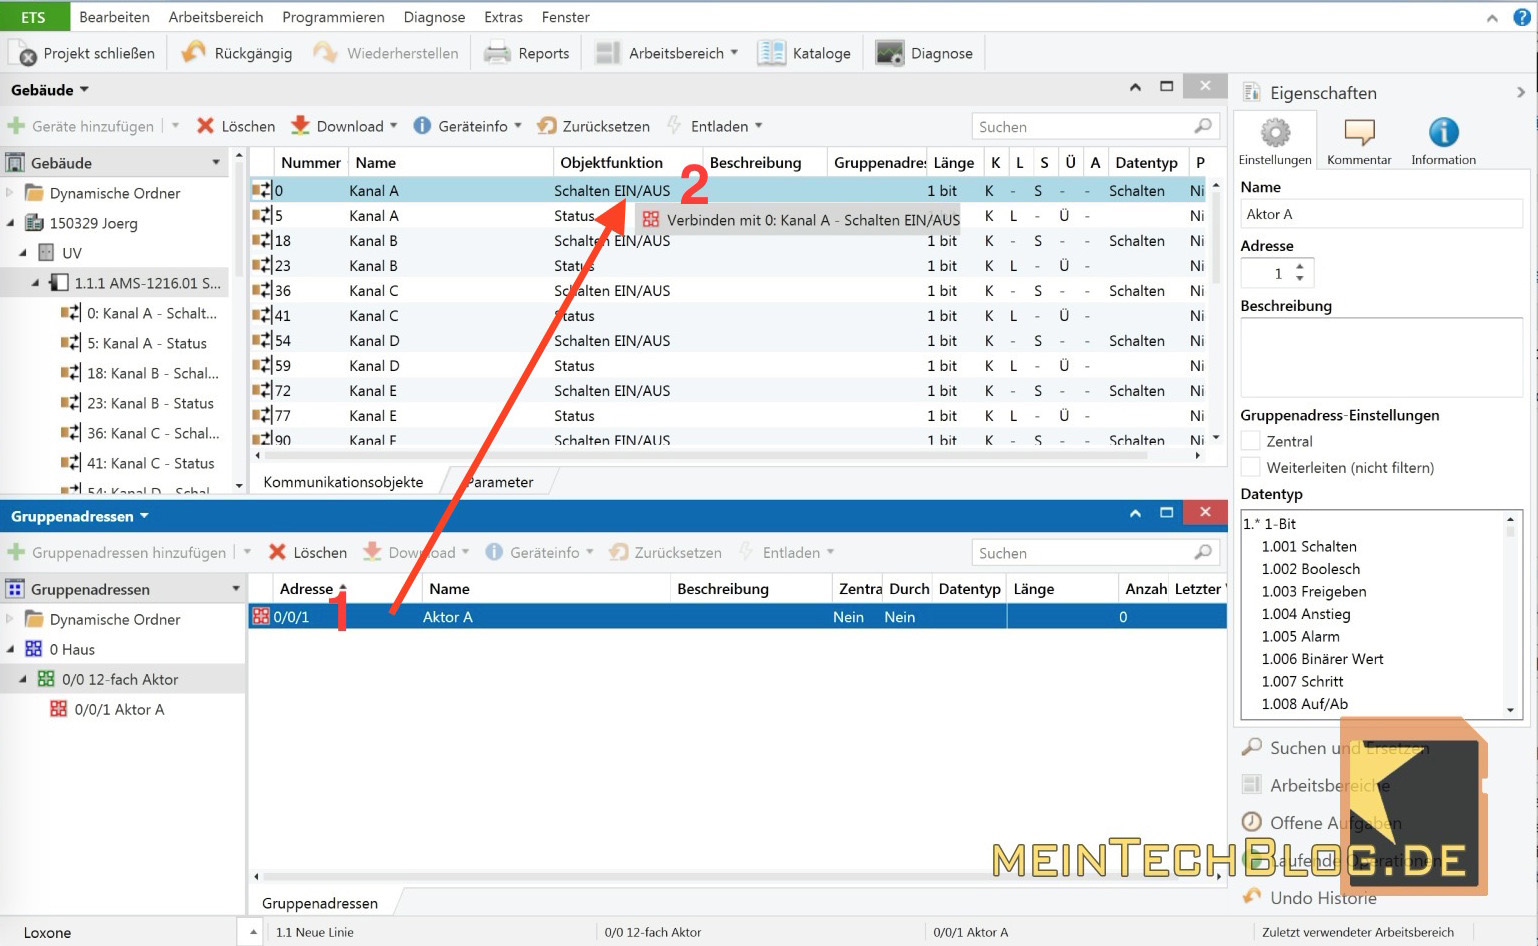 ETS Bearbeiten Arbeitsbereich Programmieren Diagnose Extras Fenster
Projekt schließen Rückgängig Wiederherstellen Reports Arbeitsbereich Kataloge Diagnose
Gebäude
Geräte hinzufügen Löschen Download Geräteinfo Zurücksetzen Entladen Suchen
Gebäude
Dynamische Ordner
150329 Joerg
UV
1.1.1 AMS-1216.01 S...
0: Kanal A - Schalt...
5: Kanal A - Status
18: Kanal B - Schal...
23: Kanal B - Status
36: Kanal C - Schal...
41: Kanal C - Status
54: Kanal D - Schal
Nummer Name Objektfunktion Beschreibung Gruppenadres Länge K L S Ü A Datentyp P
0 Kanal A Schalten EIN/AUS 1 bit K - S - - Schalten Ni
2
Verbinden mit 0: Kanal A - Schalten EIN/AUS
5 Kanal A Status K L - Ü - Ni
18 Kanal B Schalten EIN/AUS 1 bit K - S - - Schalten Ni
23 Kanal B Status 1 bit K L - Ü - Ni
36 Kanal C Schalten EIN/AUS 1 bit K - S - - Schalten Ni
41 Kanal C Status 1 bit K L - Ü - Ni
54 Kanal D Schalten EIN/AUS 1 bit K - S - - Schalten Ni
59 Kanal D Status 1 bit K L - Ü - Ni
72 Kanal E Schalten EIN/AUS 1 bit K - S - - Schalten Ni
77 Kanal E Status 1 bit K L - Ü - Ni
90 Kanal F Schalten EIN/AUS 1 bit K - S - - Schalten Ni
Kommunikationsobjekte Parameter
Gruppenadressen
Gruppenadressen hinzufügen Löschen Download Geräteinfo Zurücksetzen Entladen Suchen
Gruppenadressen
Dynamische Ordner
0 Haus
0/0 12-fach Aktor
0/0/1 Aktor A
Adresse Name Beschreibung Zentra Durch Datentyp Länge Anzah Letzter
1
0/0/1 Aktor A Nein Nein 0
Gruppenadressen
Eigenschaften
Einstellungen Kommentar Information
Name
Aktor A
Adresse
1
Beschreibung
Gruppenadress-Einstellungen
Zentral
Weiterleiten (nicht filtern)
Datentyp
1.* 1-Bit
1.001 Schalten
1.002 Boolesch
1.003 Freigeben
1.004 Anstieg
1.005 Alarm
1.006 Binärer Wert
1.007 Schritt
1.008 Auf/Ab
Suchen und Ersetzen
Arbeitsbereiche
Offene Aufgaben
Laufende Operationen
Undo Historie
MEINTECHBLOG.DE
Loxone 1.1 Neue Linie 0/0 12-fach Aktor 0/0/1 Aktor A Zuletzt verwendeter Arbeitsbereich